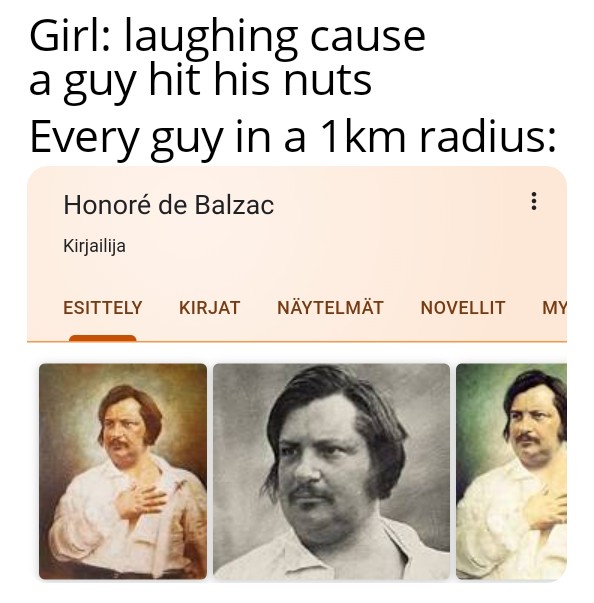 Girl: laughing cause
a guy hit his nuts
Every guy in a 1km radius:
Honoré de Balzac
Kirjailija
ESITTELY KIRJAT NÄYTELMÄT NOVELLIT MY